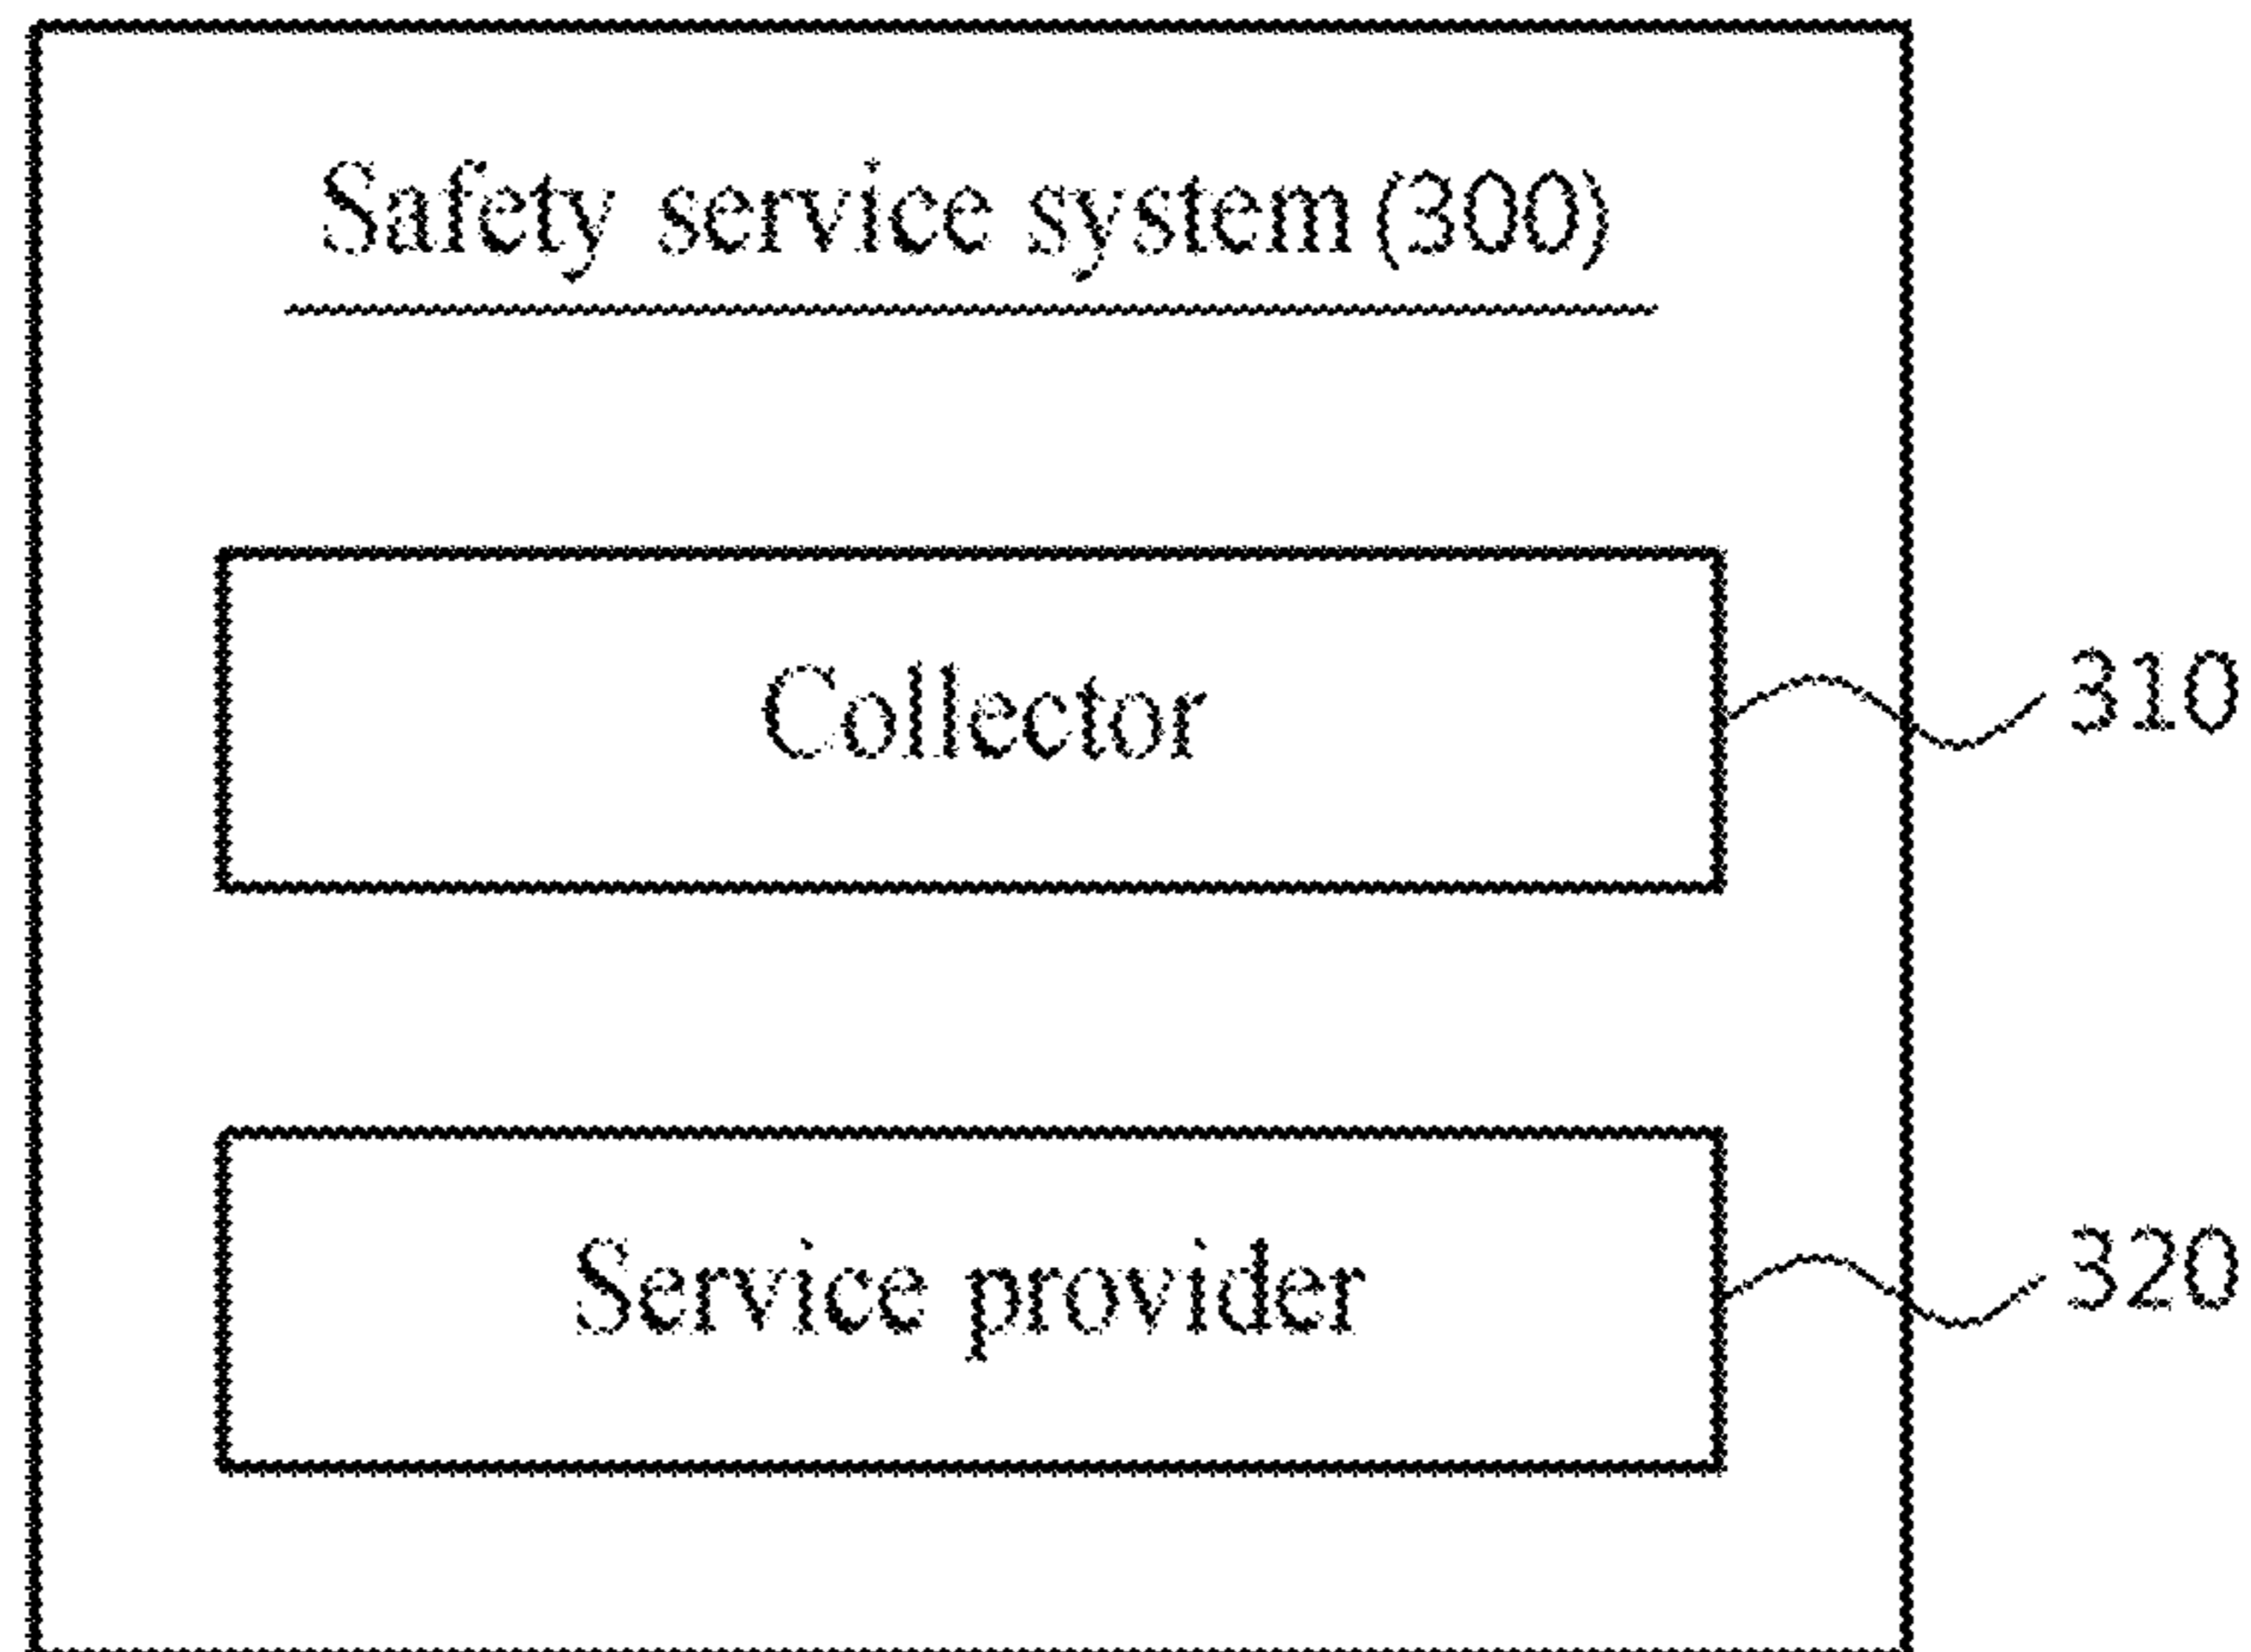 Safety service system (300)
Collector
310
Service provider
320